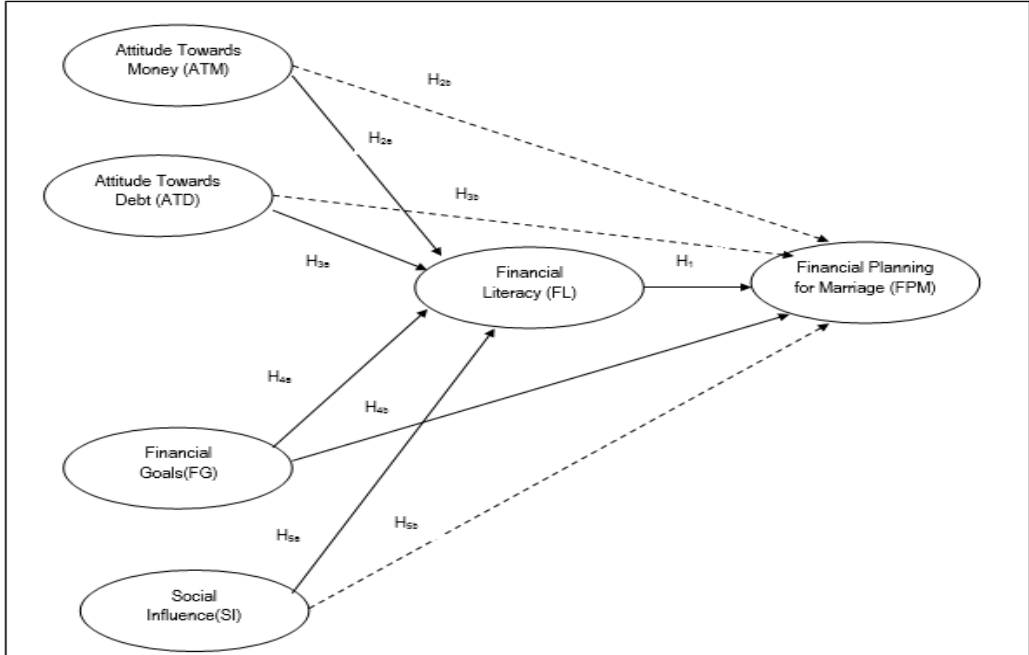 Attitude Towards
Money (ATM)
H2b
H2a
Attitude Towards
Debt (ATD)
H3b
H3a
Financial
Literacy (FL)
H1
Financial Planning
for Marriage (FPM)
H4a
H4b
Financial
Goals(FG)
H5a
H5b
Social
Influence(SI)